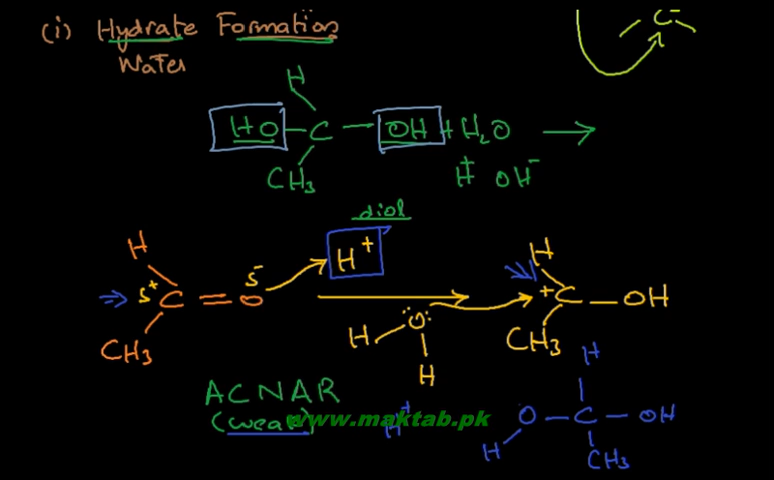 (i) Hydrate Formation
Water
C⁻
H
HO–C–OH + H₂O →
CH₃
H⁺ OH⁻
diol
H
δ⁺ C = O δ⁻
CH₃
H⁺
H–Ö:
H
H
⁺C–OH
CH₃
ACNAR
(weak)
H⁺
www.maktab.pk
H
O–C–OH
H
CH₃